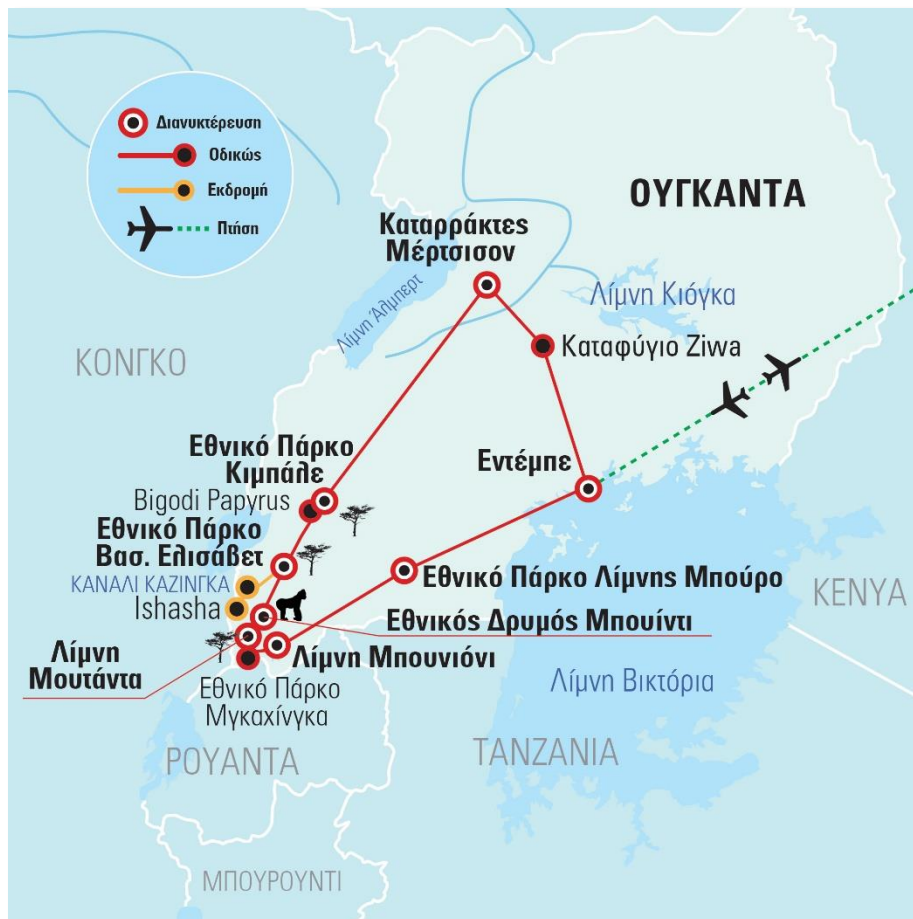 Διανυκτέρευση
Οδικώς
Εκδρομή
Πτήση
ΟΥΓΚΑΝΤΑ
Καταρράκτες
Μέρτσισον
Λίμνη Άλμπερτ
Λίμνη Κιόγκα
ΚΟΝΓΚΟ
Καταφύγιο Ziwa
Εθνικό Πάρκο
Κιμπάλε
Bigodi Papyrus
Εντέμπε
Εθνικό Πάρκο
Βασ. Ελισάβετ
ΚΑΝΑΛΙ ΚΑΖΙΝΓΚΑ
Ishasha
Εθνικό Πάρκο Λίμνης Μπούρο
ΚΕΝΥΑ
Εθνικός Δρυμός Μπουίντι
Λίμνη
Μουτάντα
Λίμνη Μπουνιόνι
Εθνικό Πάρκο
Μγκαχίνγκα
Λίμνη Βικτόρια
ΡΟΥΑΝΤΑ
ΤΑΝΖΑΝΙΑ
ΜΠΟΥΡΟΥΝΤΙ